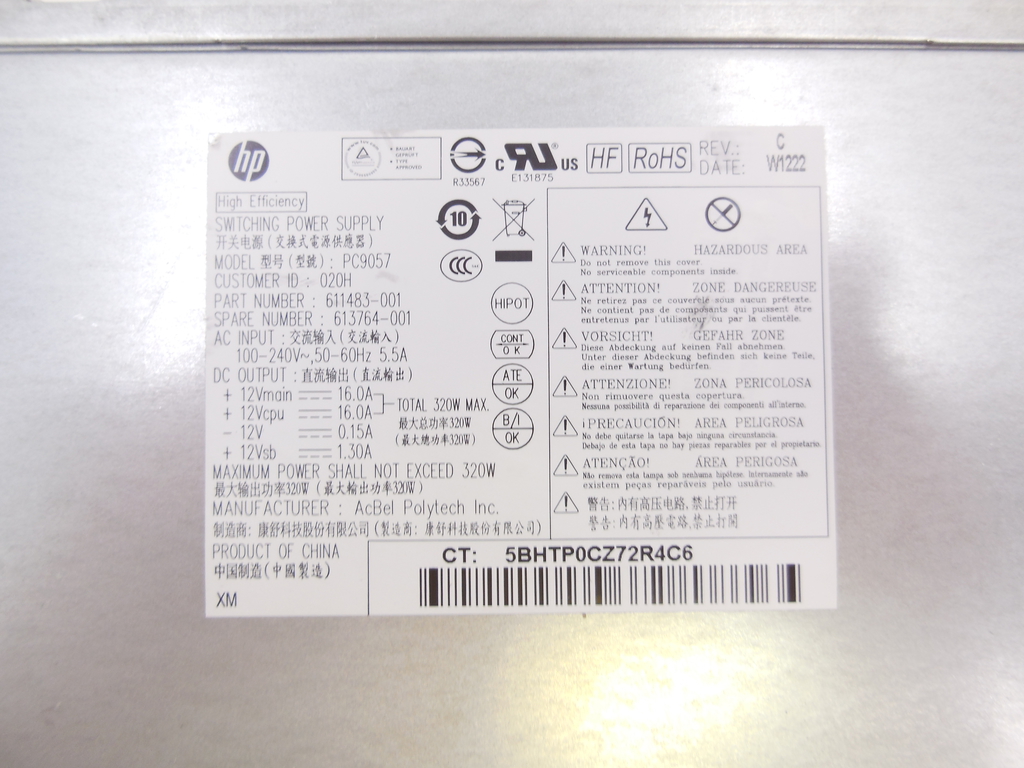 hp
BAUART
GEPRUFT
TYPE
APPROVED
R33567
c RU ® US
E131875
HF
RoHS
REV.: C
DATE: W1222
High Efficiency
SWITCHING POWER SUPPLY
开关电源(交換式電源供應器)
MODEL 型号(型號): PC9057
CUSTOMER ID: 020H
PART NUMBER : 611483-001
SPARE NUMBER : 613764-001
AC INPUT : 交流输入(交流輸入)
100-240V~,50-60Hz 5.5A
DC OUTPUT : 直流输出(直流輸出)
+ 12Vmain 16.0A
+ 12Vcpu 16.0A
TOTAL 320W MAX.
最大总功率320W
(最大總功率320W)
- 12V 0.15A
+ 12Vsb 1.30A
MAXIMUM POWER SHALL NOT EXCEED 320W
最大输出功率320W (最大輸出功率320W)
MANUFACTURER : AcBel Polytech Inc.
制造商: 康舒科技股份有限公司(製造商: 康舒科技股份有限公司)
PRODUCT OF CHINA
中国制造(中國製造)
XM
10
HIPOT
CONT
OK
ATE
OK
B/I
OK
WARNING! HAZARDOUS AREA
Do not remove this cover
No serviceable components inside.
ATTENTION! ZONE DANGEREUSE
Ne retirez pas ce couvercle sous aucun prétexte.
Ne contient pas de composants qui puissent être
entretenus par l'utilisateur ou par la clientèle.
VORSICHT! GEFAHR ZONE
Diese Abdeckung auf keinen Fall abnehmen.
Unter dieser Abdeckung befinden sich keine Teile,
die einer Wartung bedürfen.
ATTENZIONE! ZONA PERICOLOSA
Non rimuovere questa copertura.
Nessuna possibilità di reparazione dei componenti all'interno.
¡PRECAUCIÓN! ÁREA PELIGROSA
No debe quitarse la tapa bajo ninguna circunstancia.
Debajo de esta tapa no hay piezas reparables por el propietario.
ATENÇÃO! ÁREA PERIGOSA
Não remova esta tampa sob nenhuma hipótese. Internamente não
existem peças reparáveis pelo usuário.
警告: 内有高压电路,禁止打开
警告: 内有高壓電路,禁止打開
CT: 5BHTP0CZ72R4C6